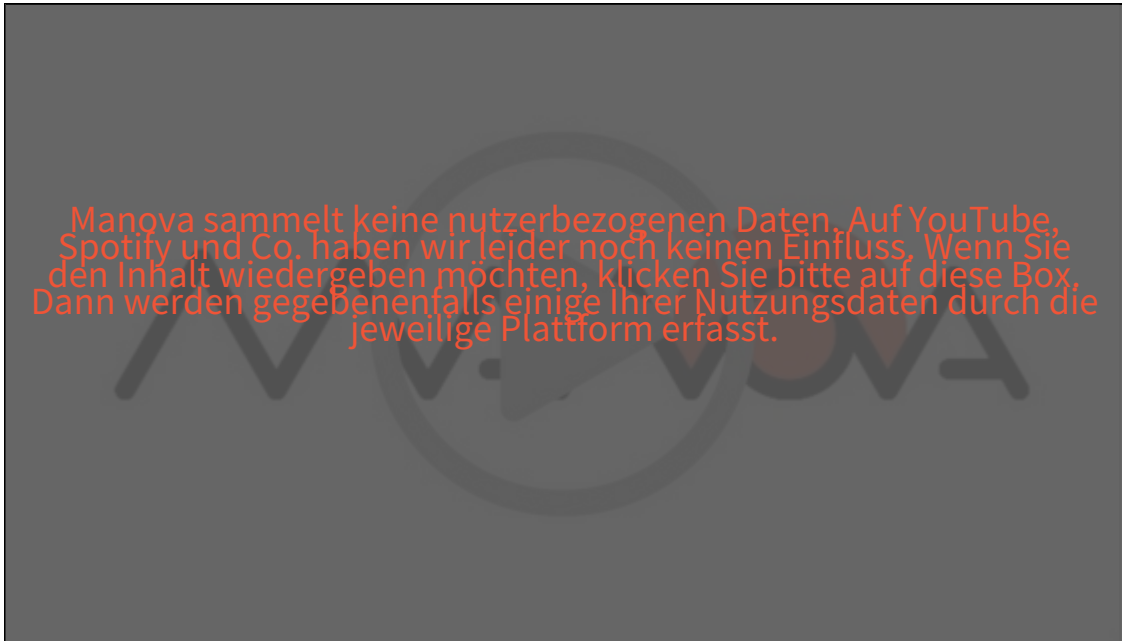 Manova sammelt keine nutzerbezogenen Daten. Auf YouTube,
Spotify und Co. haben wir leider noch keinen Einfluss. Wenn Sie
den Inhalt wiedergeben möchten, klicken Sie bitte auf diese Box.
Dann werden gegebenenfalls einige Ihrer Nutzungsdaten durch die
jeweilige Plattform erfasst.
MANOVA